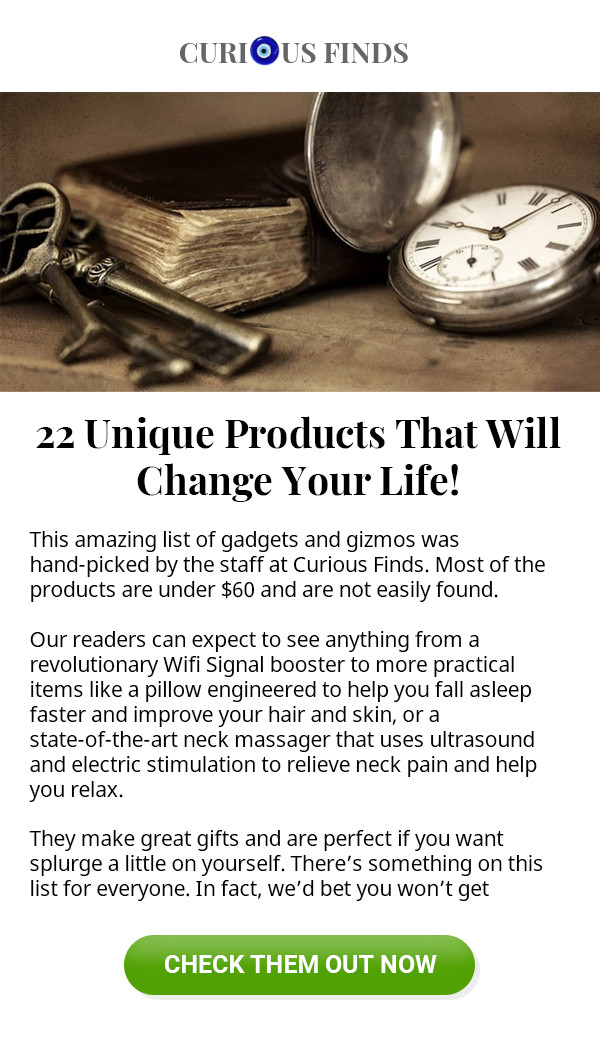 CURIOUS FINDS
22 Unique Products That Will
Change Your Life!
This amazing list of gadgets and gizmos was
hand-picked by the staff at Curious Finds. Most of the
products are under $60 and are not easily found.
Our readers can expect to see anything from a
revolutionary Wifi Signal booster to more practical
items like a pillow engineered to help you fall asleep
faster and improve your hair and skin, or a
state-of-the-art neck massager that uses ultrasound
and electric stimulation to relieve neck pain and help
you relax.
They make great gifts and are perfect if you want
splurge a little on yourself. There’s something on this
list for everyone. In fact, we’d bet you won’t get
CHECK THEM OUT NOW